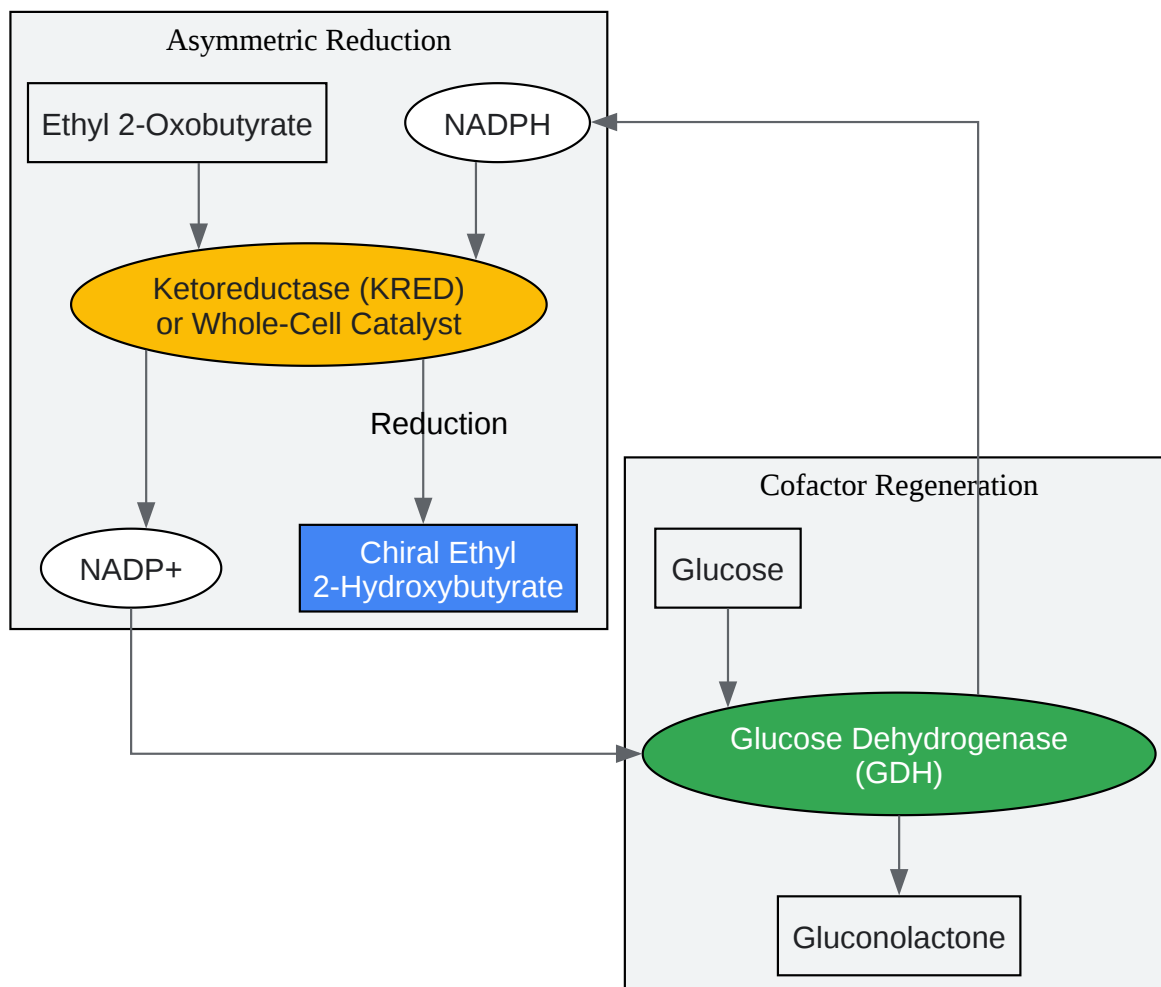 Asymmetric Reduction
Ethyl 2-Oxobutyrate
NADPH
Ketoreductase (KRED)
or Whole-Cell Catalyst
Reduction
NADP+
Chiral Ethyl
2-Hydroxybutyrate
Cofactor Regeneration
Glucose
Glucose Dehydrogenase
(GDH)
Gluconolactone